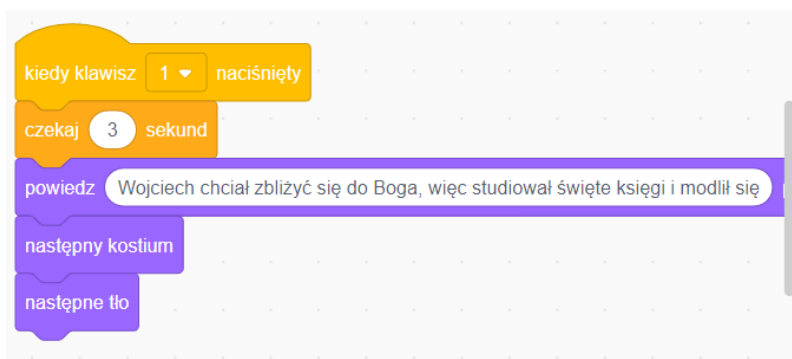 kiedy klawisz 1 naciśnięty
czekaj 3 sekund
powiedz Wojciech chciał zbliżyć się do Boga, więc studiował święte księgi i modlił się
następny kostium
następne tło